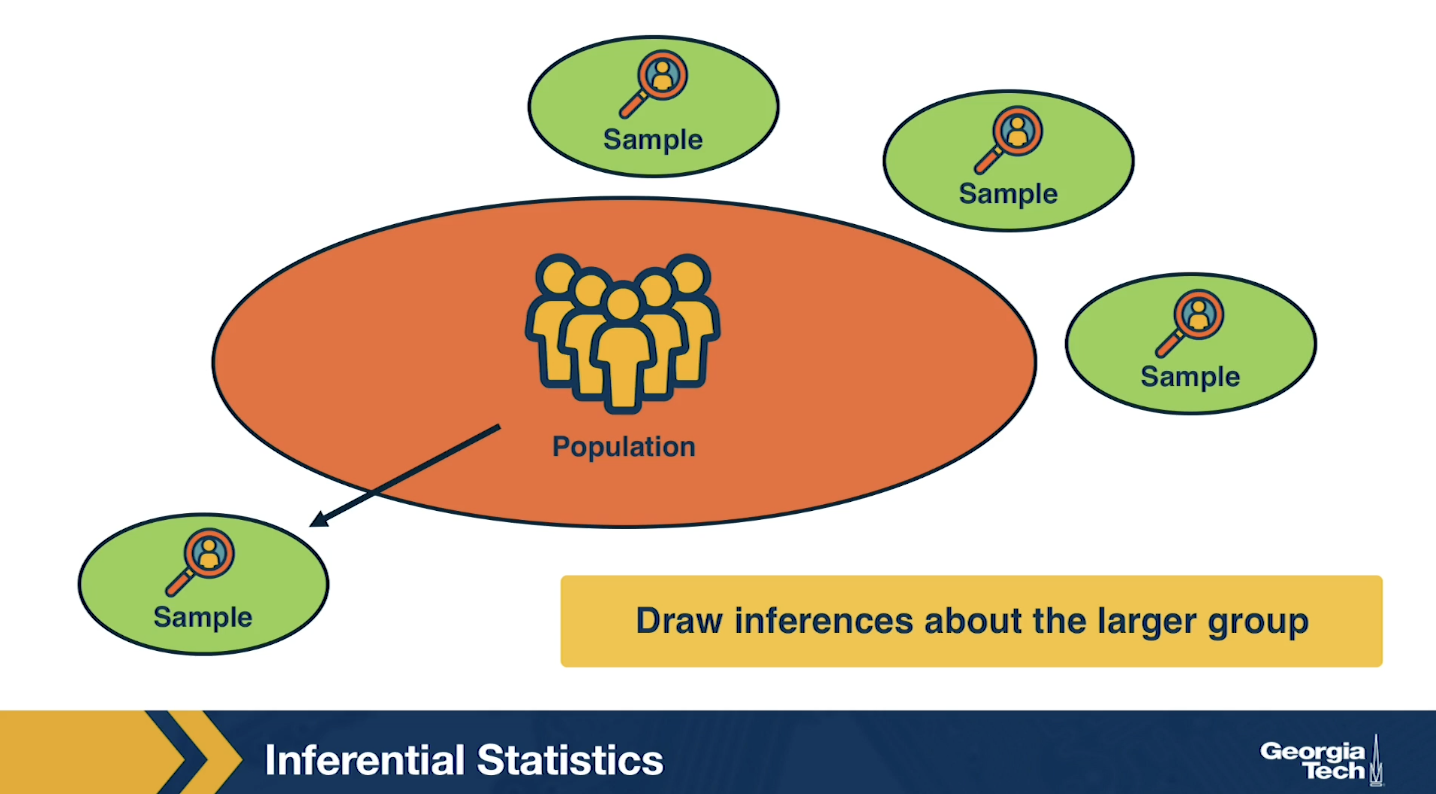 Sample
Sample
Sample
Population
Sample
Draw inferences about the larger group
Inferential Statistics
Georgia
Tech